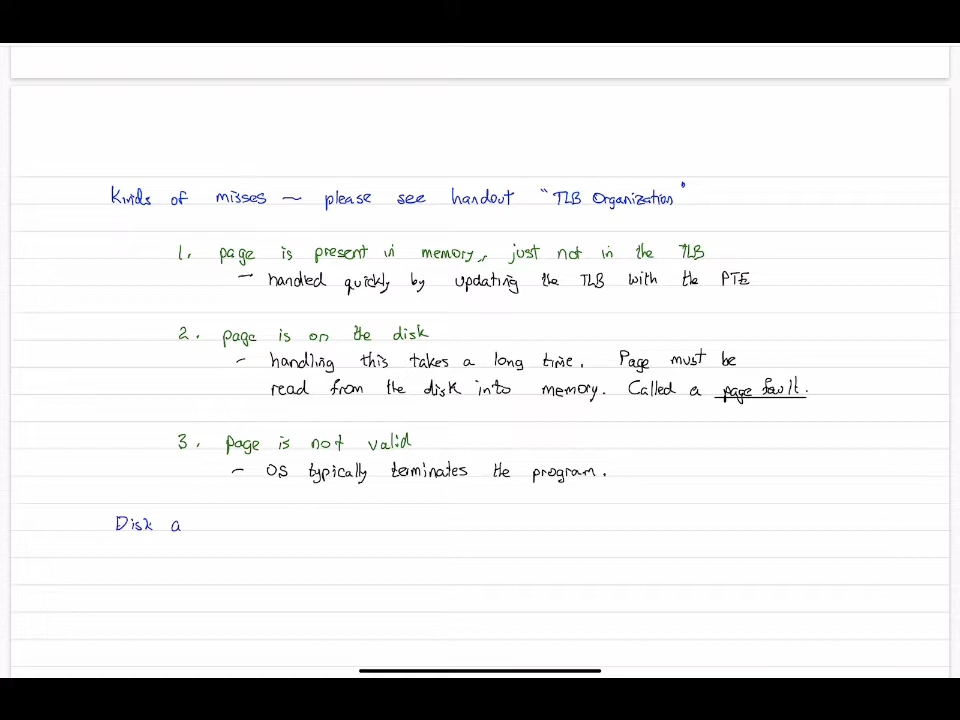 Kinds of misses ~ please see handout "TLB Organization"
1. page is present in memory, just not in the TLB
- handled quickly by updating the TLB with the PTE
2. page is on the disk
- handling this takes a long time. Page must be
read from the disk into memory. Called a page fault.
3. page is not valid
- OS typically terminates the program.
Disk a